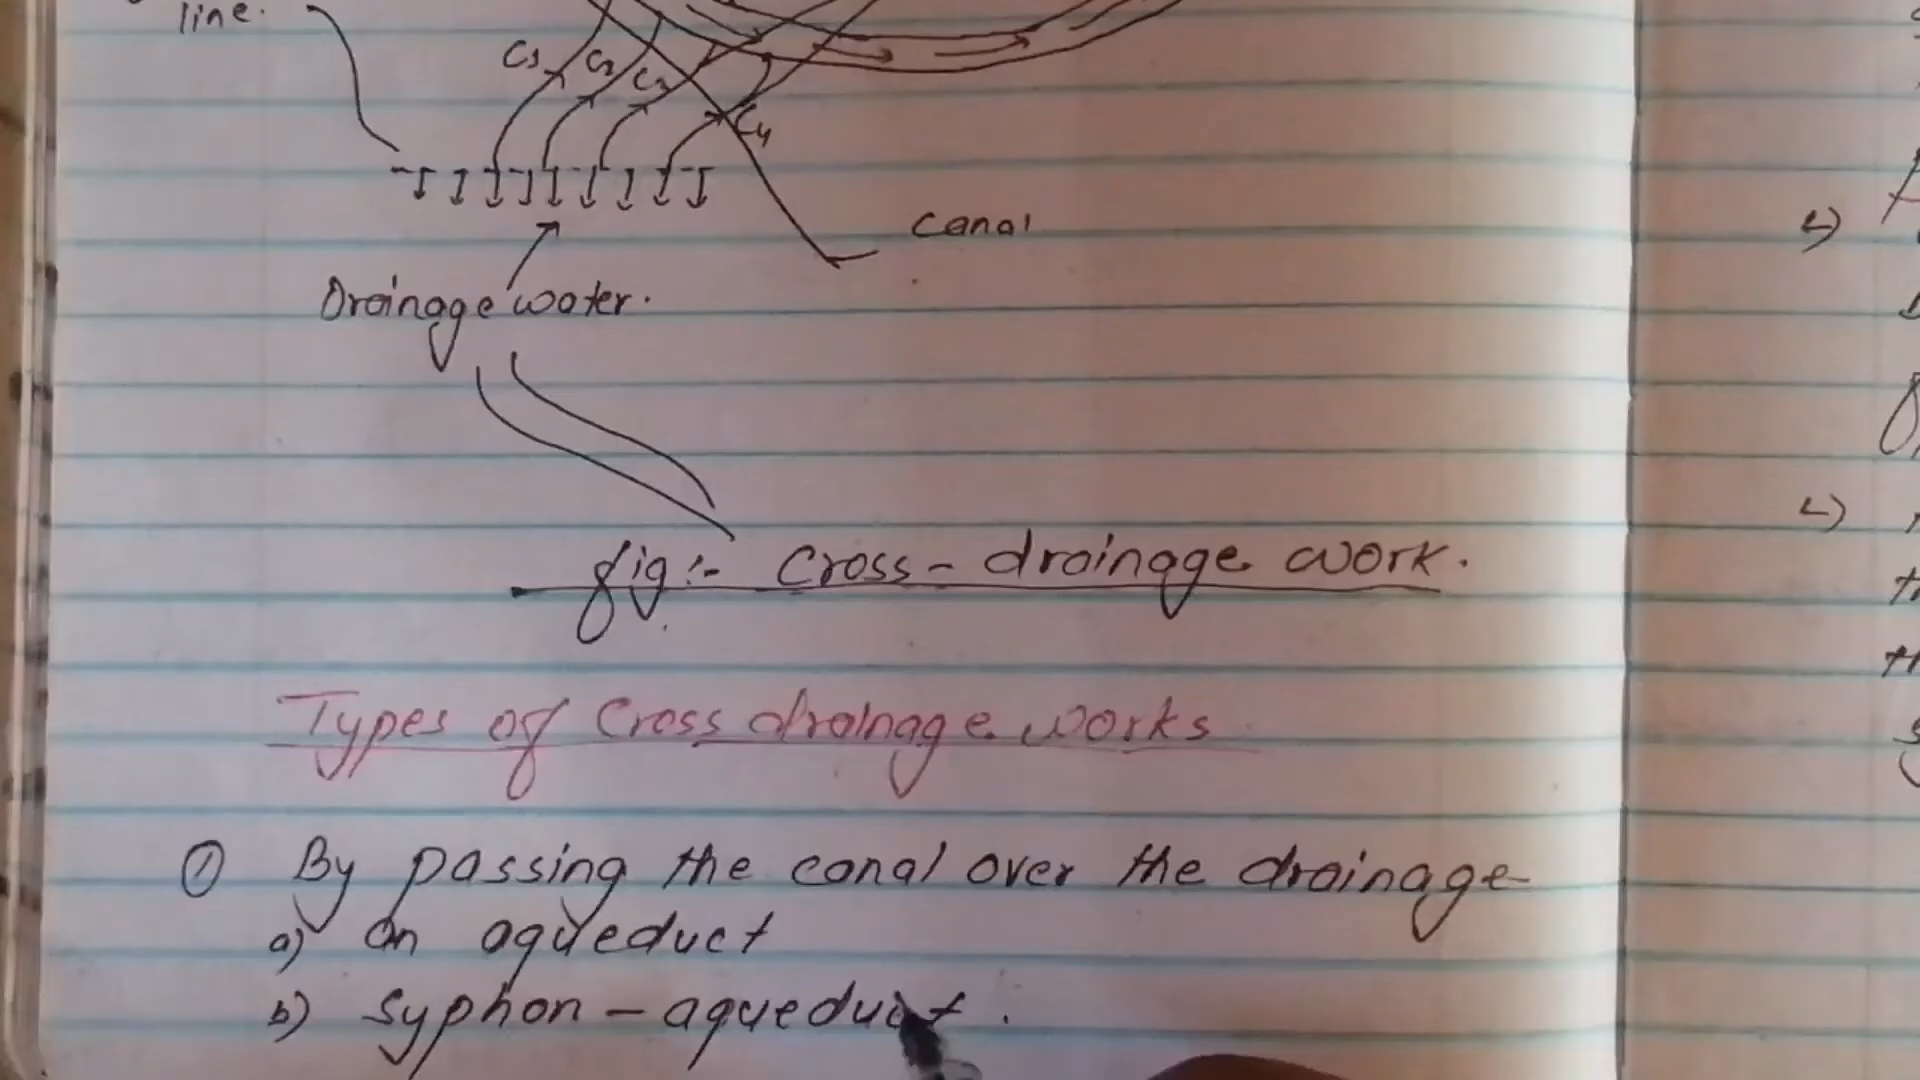 line.
C1 C2 C3
C4
Canal
Drainage water.
fig:- Cross-drainage work.
Types of Cross drainage works
① By passing the canal over the drainage
a) an aqueduct
b) syphon-aqueduct.